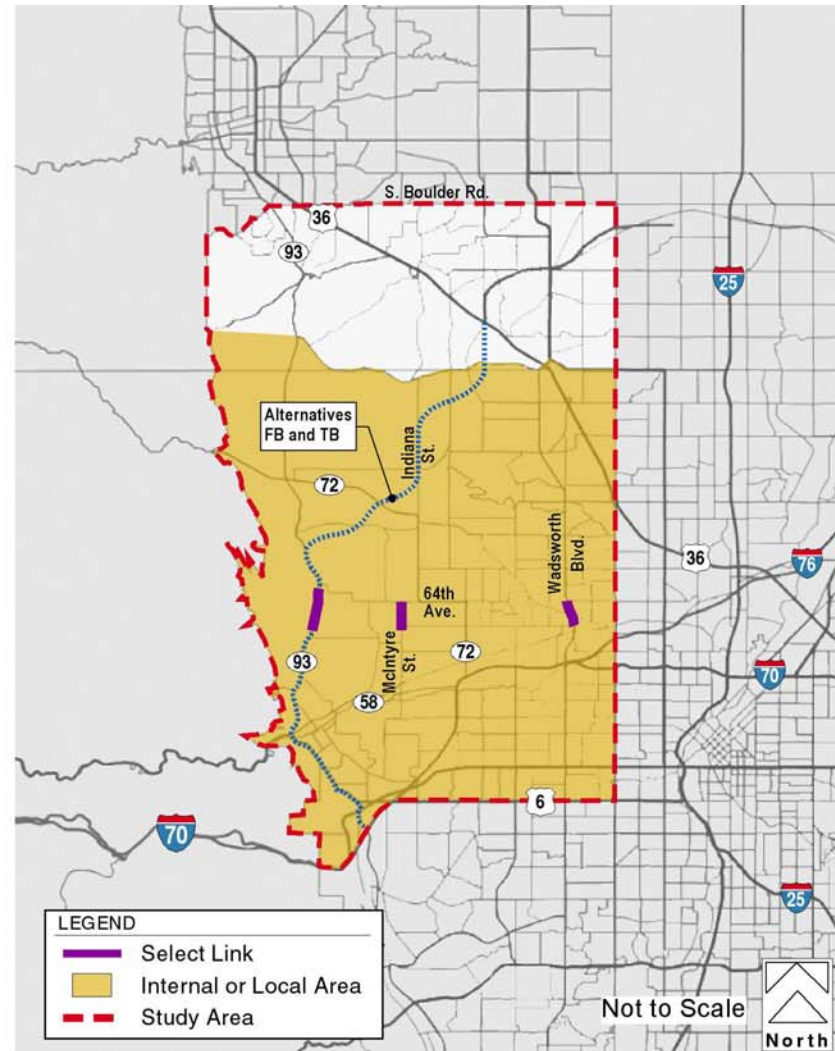 S. Boulder Rd.
36
93
25
Alternatives
FB and TB
Indiana
St.
72
Wadsworth
Blvd.
36
76
64th
Ave.
McIntyre
St.
93
72
70
58
6
70
25
LEGEND
Select Link
Internal or Local Area
Study Area
Not to Scale
North